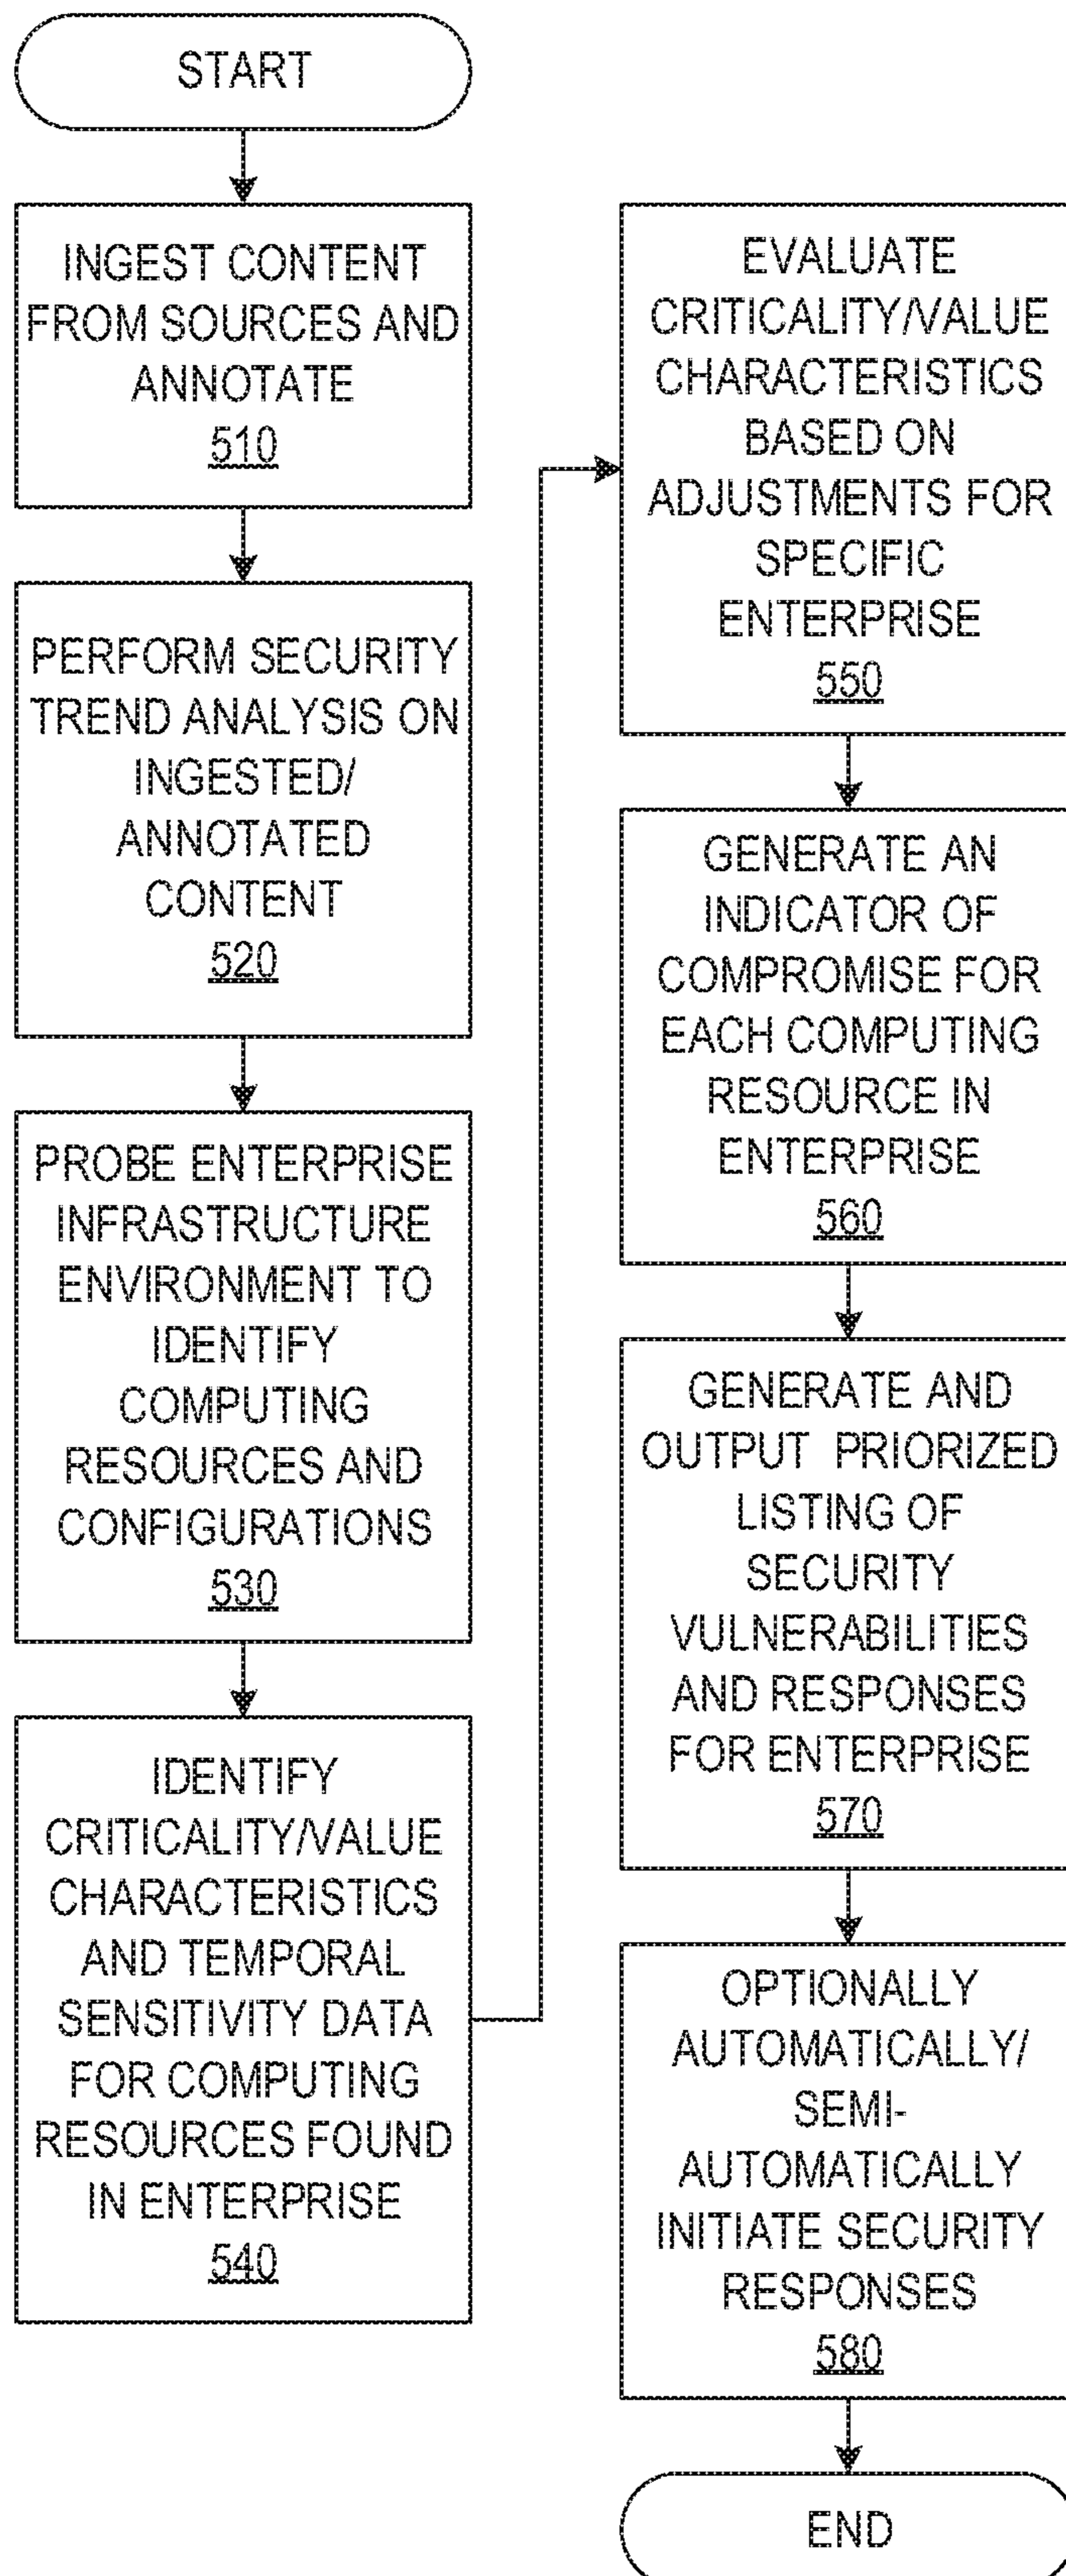 START
INGEST CONTENT
FROM SOURCES AND
ANNOTATE
510
PERFORM SECURITY
TREND ANALYSIS ON
INGESTED/
ANNOTATED
CONTENT
520
PROBE ENTERPRISE
INFRASTRUCTURE
ENVIRONMENT TO
IDENTIFY
COMPUTING
RESOURCES AND
CONFIGURATIONS
530
IDENTIFY
CRITICALITY/VALUE
CHARACTERISTICS
AND TEMPORAL
SENSITIVITY DATA
FOR COMPUTING
RESOURCES FOUND
IN ENTERPRISE
540
EVALUATE
CRITICALITY/VALUE
CHARACTERISTICS
BASED ON
ADJUSTMENTS FOR
SPECIFIC
ENTERPRISE
550
GENERATE AN
INDICATOR OF
COMPROMISE FOR
EACH COMPUTING
RESOURCE IN
ENTERPRISE
560
GENERATE AND
OUTPUT PRIORIZED
LISTING OF
SECURITY
VULNERABILITIES
AND RESPONSES
FOR ENTERPRISE
570
OPTIONALLY
AUTOMATICALLY/
SEMI-
AUTOMATICALLY
INITIATE SECURITY
RESPONSES
580
END